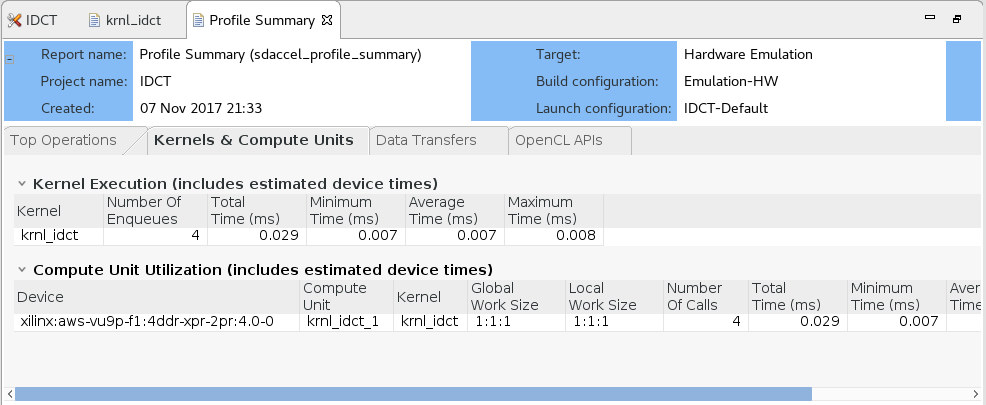 IDCT krnl_idct Profile Summary
Report name: Profile Summary (sdaccel_profile_summary) Target: Hardware Emulation
Project name: IDCT Build configuration: Emulation-HW
Created: 07 Nov 2017 21:33 Launch configuration: IDCT-Default
Top Operations Kernels & Compute Units Data Transfers OpenCL APIs
Kernel Execution (includes estimated device times)
Kernel Number Of Enqueues Total Time (ms) Minimum Time (ms) Average Time (ms) Maximum Time (ms)
krnl_idct 4 0.029 0.007 0.007 0.008
Compute Unit Utilization (includes estimated device times)
Device Compute Unit Kernel Global Work Size Local Work Size Number Of Calls Total Time (ms) Minimum Time (ms) Aver Time
xilinx:aws-vu9p-f1:4ddr-xpr-2pr:4.0-0 krnl_idct_1 krnl_idct 1:1:1 1:1:1 4 0.029 0.007